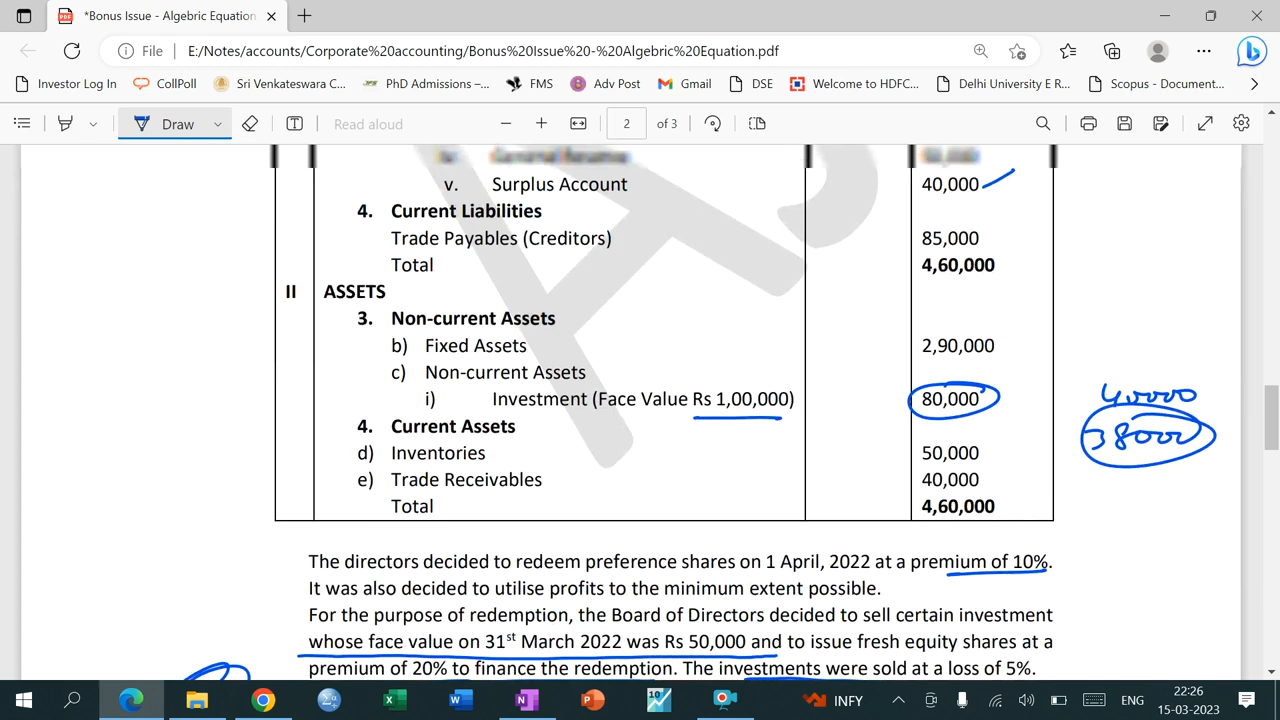 *Bonus Issue - Algebric Equation
File E:/Notes/accounts/Corporate%20accounting/Bonus%20Issue%20-%20Algebric%20Equation.pdf
Investor Log In CollPoll Sri Venkateswara C... PhD Admissions –... FMS Adv Post Gmail DSE Welcome to HDFC... Delhi University E R... Scopus - Document...
Draw Read aloud 2 of 3
v. Surplus Account 40,000
4. Current Liabilities
Trade Payables (Creditors) 85,000
Total 4,60,000
II ASSETS
3. Non-current Assets
b) Fixed Assets 2,90,000
c) Non-current Assets
i) Investment (Face Value Rs 1,00,000) 80,000
40000
4. Current Assets
38000
d) Inventories 50,000
e) Trade Receivables 40,000
Total 4,60,000
The directors decided to redeem preference shares on 1 April, 2022 at a premium of 10%.
It was also decided to utilise profits to the minimum extent possible.
For the purpose of redemption, the Board of Directors decided to sell certain investment
whose face value on 31st March 2022 was Rs 50,000 and to issue fresh equity shares at a
premium of 20% to finance the redemption. The investments were sold at a loss of 5%.
INFY ENG 22:26
15-03-2023